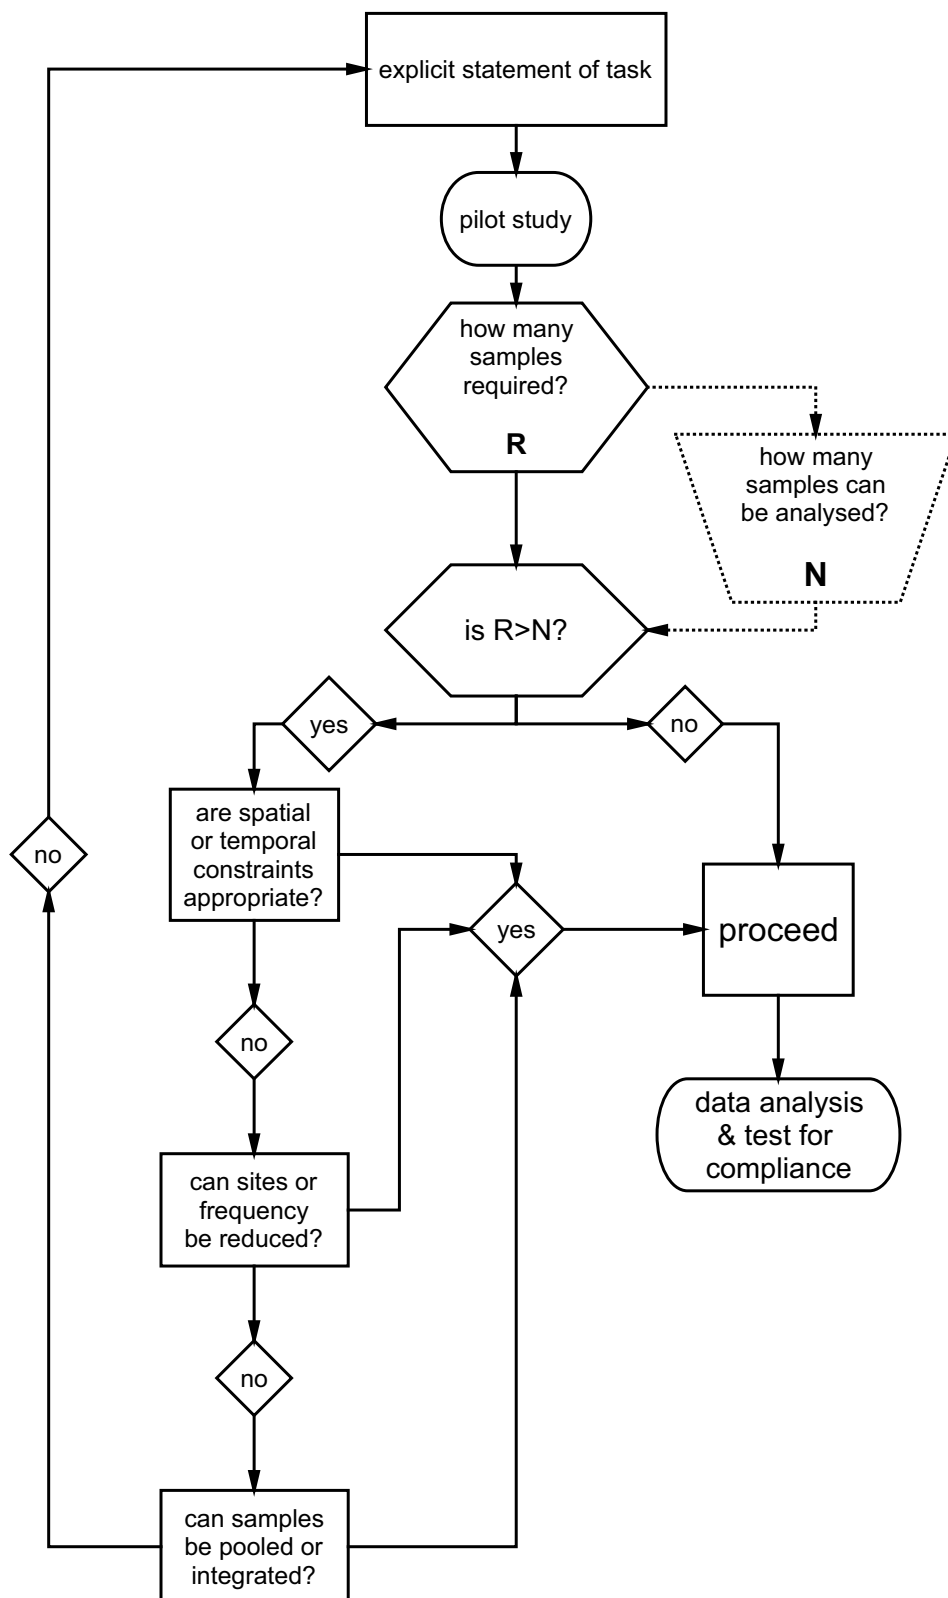 explicit statement of task
pilot study
how many
samples
required?
R
how many
samples can
be analysed?
N
is R>N?
yes
no
are spatial
or temporal
constraints
appropriate?
no
yes
proceed
no
data analysis
& test for
compliance
can sites or
frequency
be reduced?
no
can samples
be pooled or
integrated?